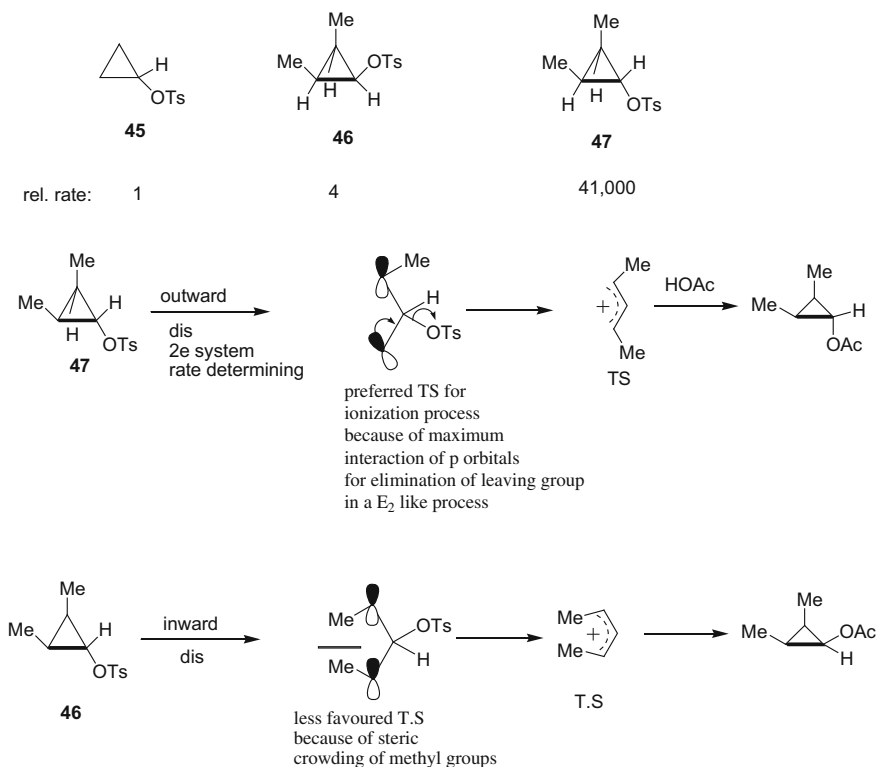 Me
Me
Me OTs Me H
H
OTs H H H H OTs
45 46 47
rel. rate: 1 4 41,000
Me Me
Me H outward H Me HOAc Me
OTs + Me H
H OTs dis Me OAc
47 2e system TS
rate determining
preferred TS for
ionization process
because of maximum
interaction of p orbitals
for elimination of leaving group
in a E2 like process
Me Me
Me H inward Me OTs Me Me OAc
OTs dis Me H Me + H
46 T.S
less favoured T.S
because of steric
crowding of methyl groups